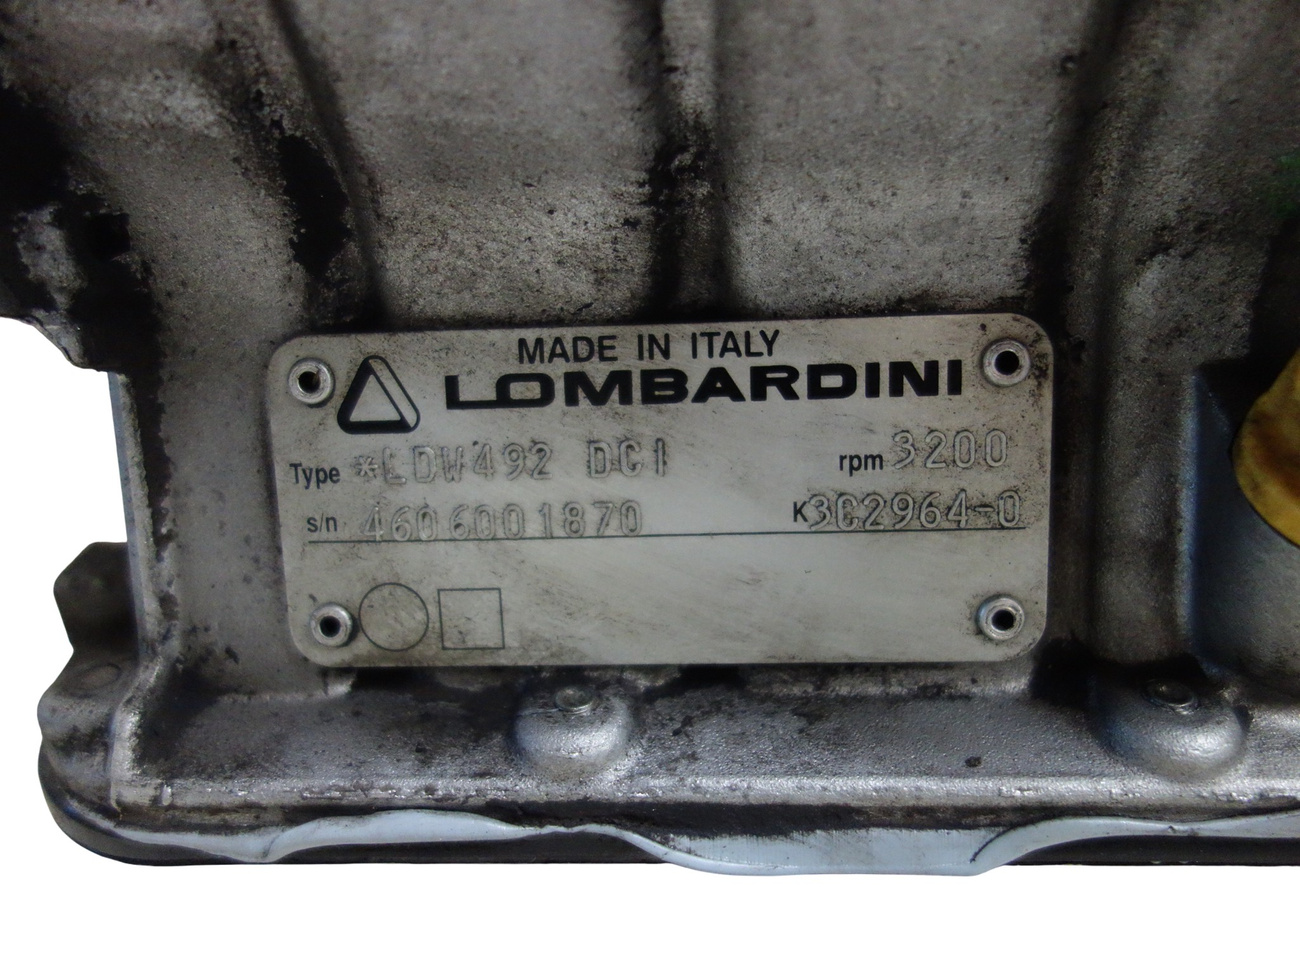 MADE IN ITALY
LOMBARDINI
Type *LDW492 DCI rpm 3200
s/n 4606001870 K3C2964-0